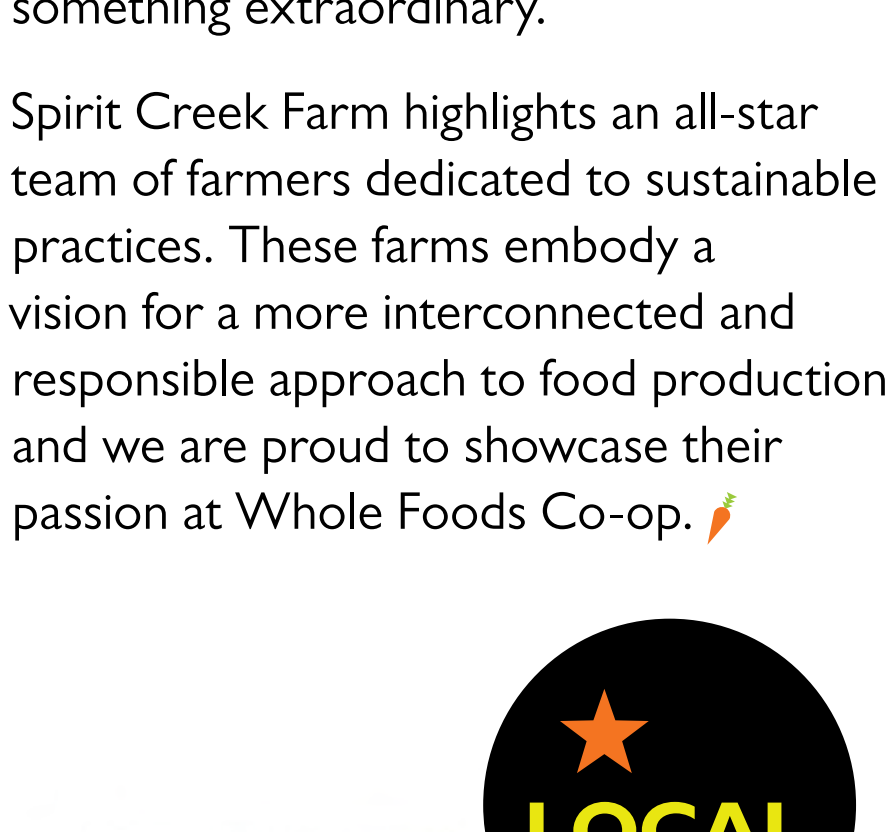 something extraordinary.
Spirit Creek Farm highlights an all-star
team of farmers dedicated to sustainable
practices. These farms embody a
vision for a more interconnected and
responsible approach to food production
and we are proud to showcase their
passion at Whole Foods Co-op.
LOCAL